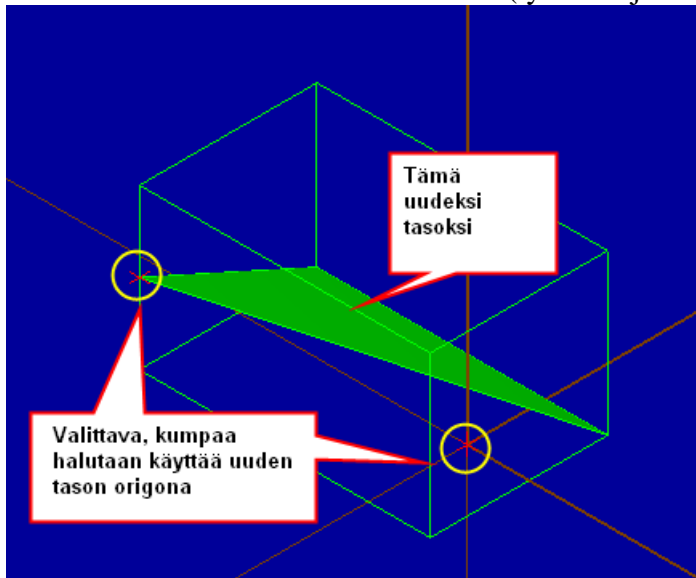 Tämä
uudeksi
tasoksi
Valittava, kumpaa
halutaan käyttää uuden
tason origona